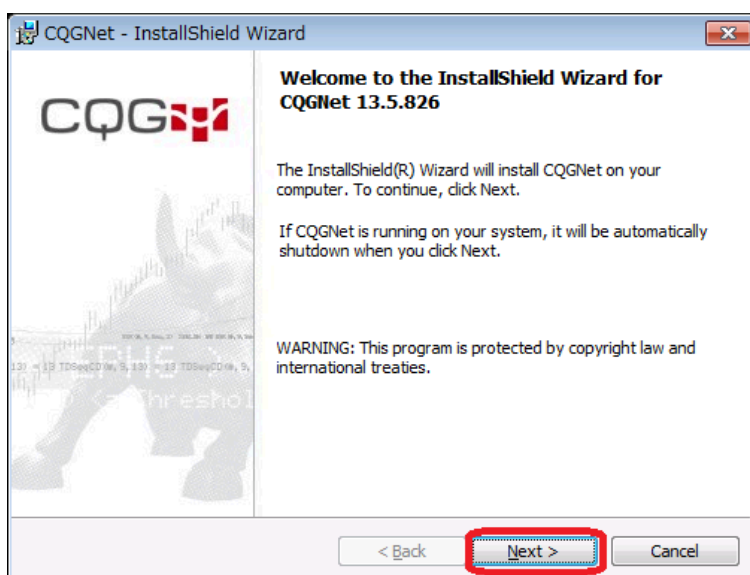 CQGNet - InstallShield Wizard
CQG
Welcome to the InstallShield Wizard for
CQGNet 13.5.826
The InstallShield(R) Wizard will install CQGNet on your
computer. To continue, click Next.
If CQGNet is running on your system, it will be automatically
shutdown when you click Next.
WARNING: This program is protected by copyright law and
international treaties.
< Back
Next >
Cancel